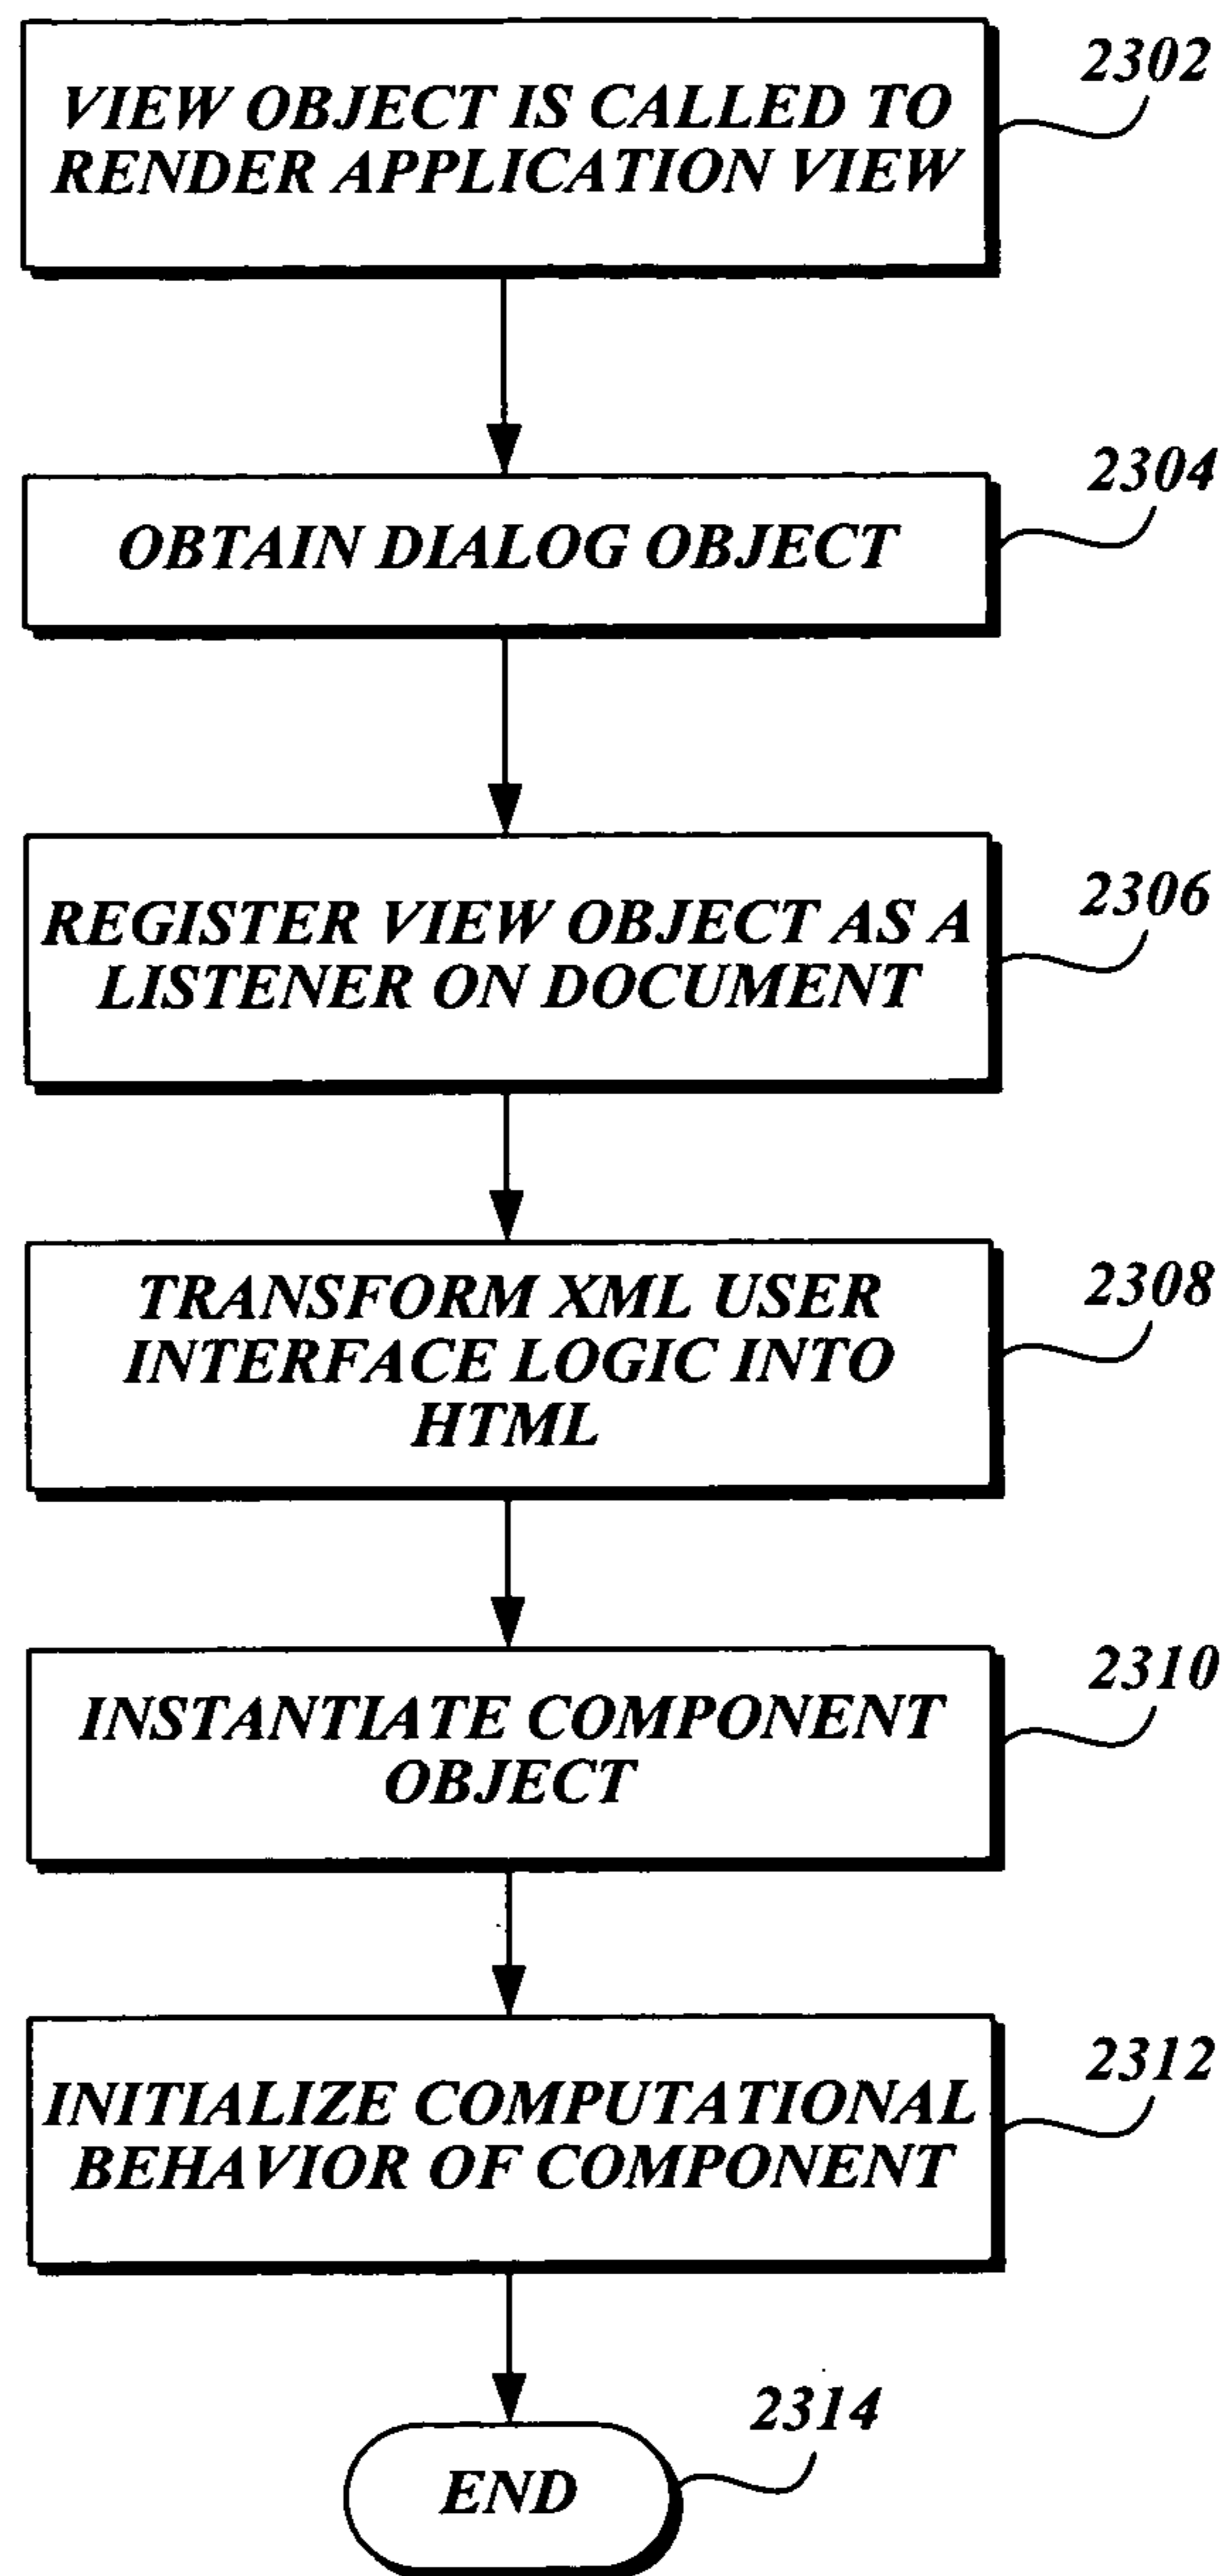 VIEW OBJECT IS CALLED TO
RENDER APPLICATION VIEW
2302
OBTAIN DIALOG OBJECT
2304
REGISTER VIEW OBJECT AS A
LISTENER ON DOCUMENT
2306
TRANSFORM XML USER
INTERFACE LOGIC INTO
HTML
2308
INSTANTIATE COMPONENT
OBJECT
2310
INITIALIZE COMPUTATIONAL
BEHAVIOR OF COMPONENT
2312
END
2314